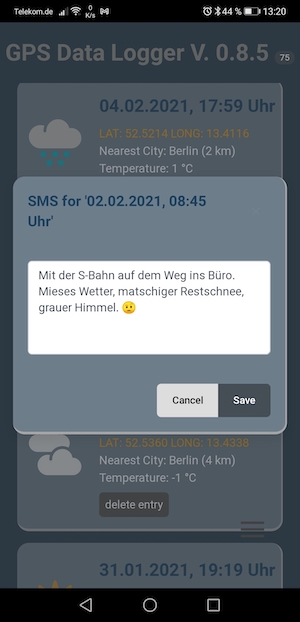 Telekom.de 0 K/s 44 % 13:20
GPS Data Logger V. 0.8.5 75
04.02.2021, 17:59 Uhr
LAT: 52.5214 LONG: 13.4116
Nearest City: Berlin (2 km)
Temperature: 1 °C
SMS for '02.02.2021, 08:45
Uhr'
Mit der S-Bahn auf dem Weg ins Büro.
Mieses Wetter, matschiger Restschnee,
grauer Himmel. 🤨
Cancel Save
LAT: 52.5360 LONG: 13.4338
Nearest City: Berlin (4 km)
Temperature: -1 °C
delete entry
31.01.2021, 19:19 Uhr